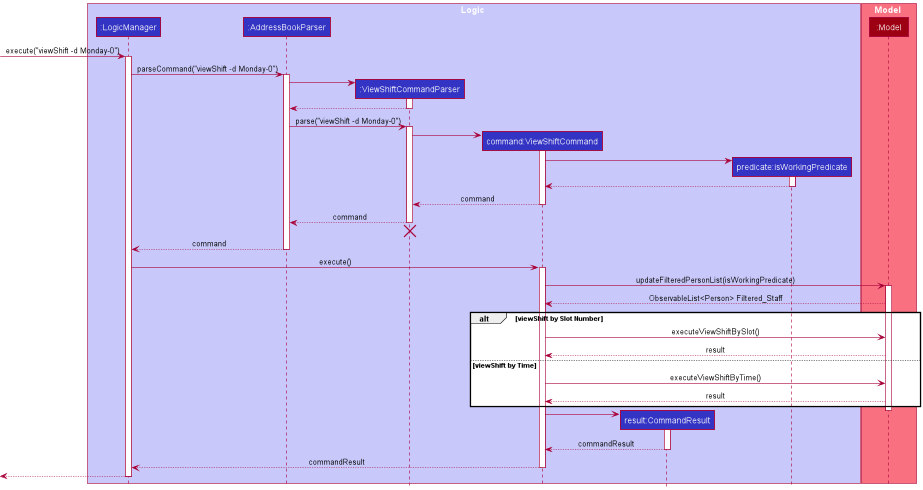 Logic
Model
:LogicManager
:AddressBookParser
:Model
execute("viewShift -d Monday-0")
parseCommand("viewShift -d Monday-0")
:ViewShiftCommandParser
parse("viewShift -d Monday-0")
command:ViewShiftCommand
predicate:isWorkingPredicate
command
command
command
execute()
updateFilteredPersonList(isWorkingPredicate)
ObservableList<Person> Filtered_Staff
alt [viewShift by Slot Number]
executeViewShiftBySlot()
result
[viewShift by Time]
executeViewShiftByTime()
result
result:CommandResult
commandResult
commandResult